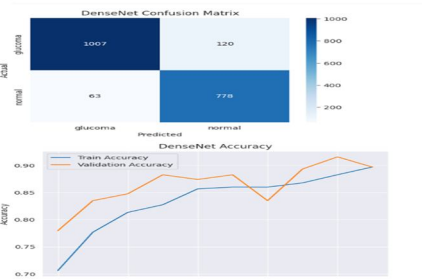 DenseNet Confusion Matrix
1000
glucoma
1007
120
800
Actual
600
normal
63
778
400
200
glucoma
normal
Predicted
DenseNet Accuracy
Train Accuracy
Validation Accuracy
0.90
0.85
Accuracy
0.80
0.75
0.70